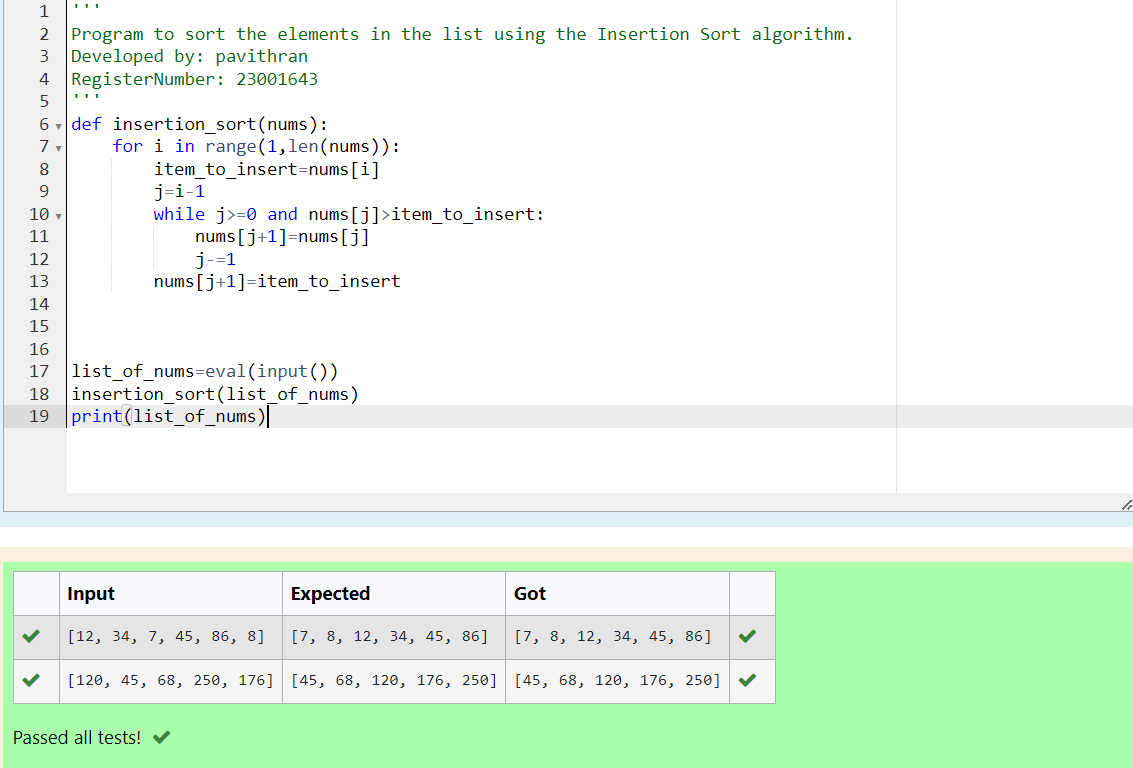 1 '''
2 Program to sort the elements in the list using the Insertion Sort algorithm.
3 Developed by: pavithran
4 RegisterNumber: 23001643
5 '''
6 def insertion_sort(nums):
7     for i in range(1,len(nums)):
8         item_to_insert=nums[i]
9         j=i-1
10         while j>=0 and nums[j]>item_to_insert:
11             nums[j+1]=nums[j]
12             j-=1
13         nums[j+1]=item_to_insert
14
15
16
17 list_of_nums=eval(input())
18 insertion_sort(list_of_nums)
19 print(list_of_nums)
Input Expected Got
[12, 34, 7, 45, 86, 8] [7, 8, 12, 34, 45, 86] [7, 8, 12, 34, 45, 86]
[120, 45, 68, 250, 176] [45, 68, 120, 176, 250] [45, 68, 120, 176, 250]
Passed all tests!